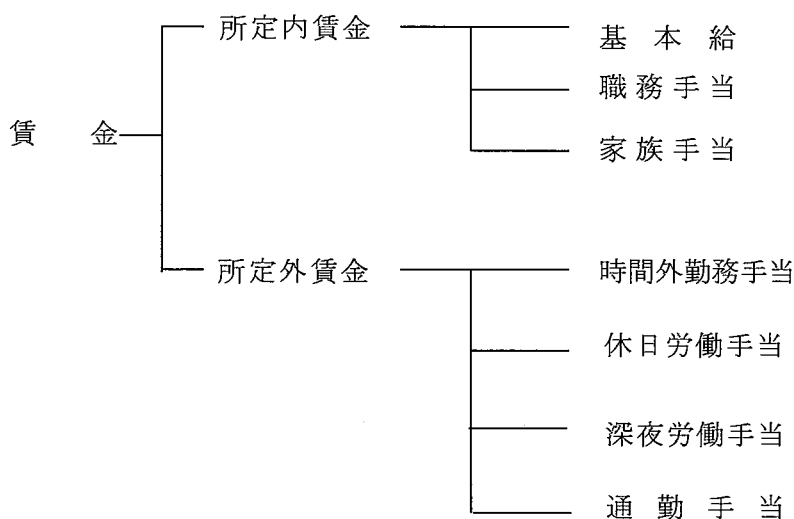 所定内賃金
基本給
職務手当
家族手当
賃金
所定外賃金
時間外勤務手当
休日労働手当
深夜労働手当
通勤手当